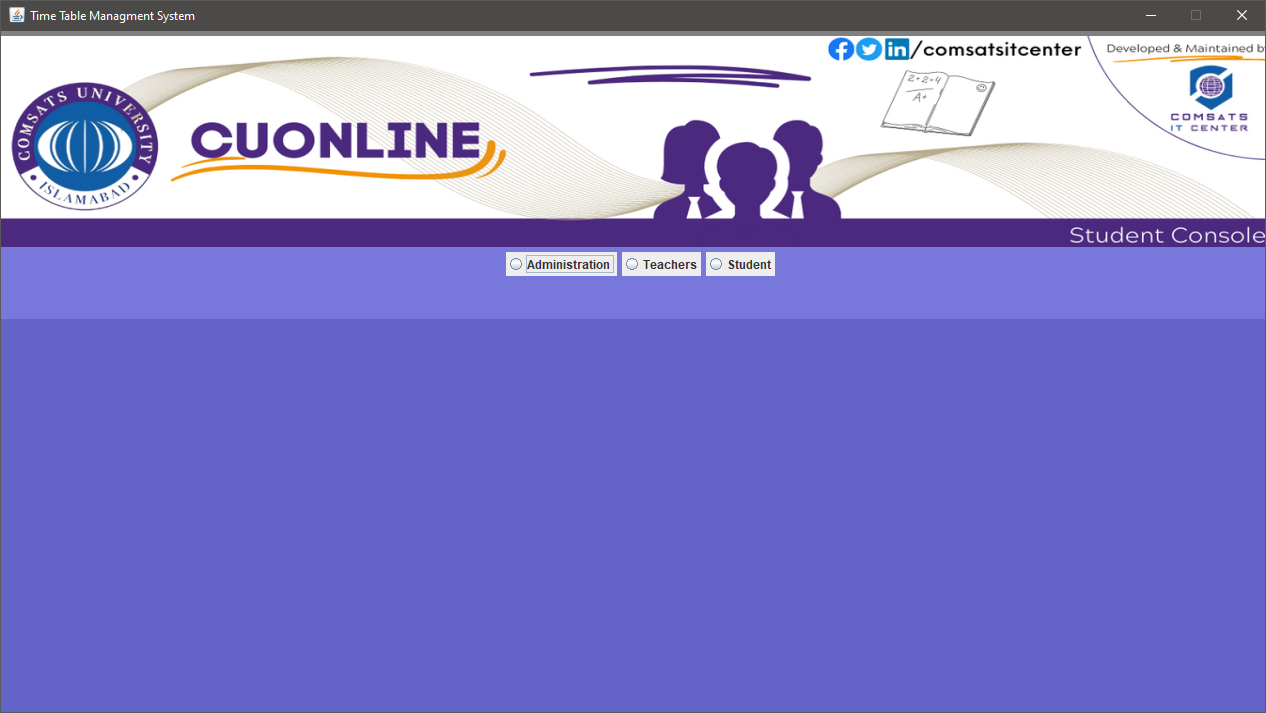 Time Table Managment System
/comsatsitcenter
Developed & Maintained b
COMSATS UNIVERSITY
• ISLAMABAD •
CUONLINE
2+2=4
A+
COMSATS
IT CENTER
Student Console
Administration
Teachers
Student